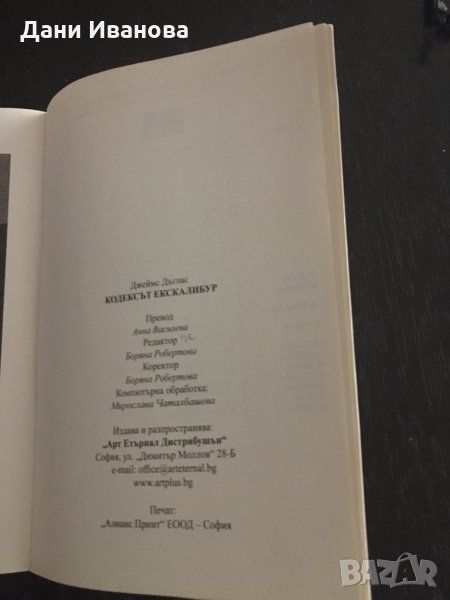 Дани Иванова
Джеймс Дъглас
КОДЕКСЪТ ЕКСКАЛИБУР
Превод
Анна Василева
Редактор
Боряна Робертова
Коректор
Боряна Робертова
Компютърна обработка:
Мирослава Чаталбашева
Издава и разпространява:
„Арт Етърнал Дистрибушън“
София, ул. „Димитър Моллов“ 28-Б
e-mail: office@arteternal.bg
www.artplus.bg
Печат:
„Алианс Принт“ ЕООД – София
BAZAR